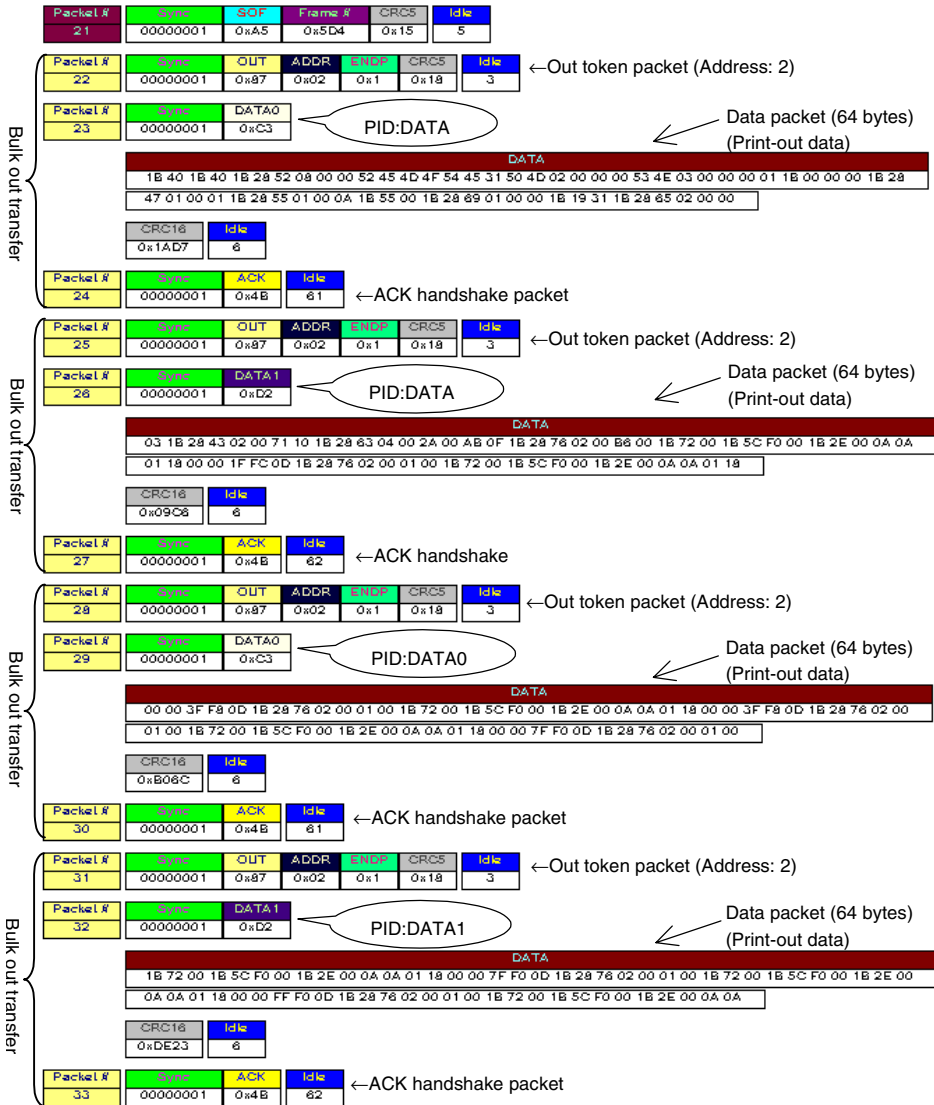 Packet # Sync SOF Frame # CRC5 Idle
21 00000001 0xA5 0x5D4 0x15 5
Packet # Sync OUT ADDR ENDP CRC5 Idle
22 00000001 0x87 0x02 0x1 0x18 3
←Out token packet (Address: 2)
Packet # Sync DATA0
23 00000001 0xC3
PID:DATA
Data packet (64 bytes)
(Print-out data)
DATA
1B 40 1B 40 1B 28 52 08 00 00 52 45 4D 4F 54 45 31 50 4D 02 00 00 00 53 4E 03 00 00 00 01 1B 00 00 00 1B 28
47 01 00 01 1B 28 55 01 00 0A 1B 55 00 1B 28 69 01 00 00 1B 19 31 1B 28 65 02 00 00
CRC16 Idle
0x1AD7 6
Packet # Sync ACK Idle
24 00000001 0x4B 61
←ACK handshake packet
Bulk out transfer
Packet # Sync OUT ADDR ENDP CRC5 Idle
25 00000001 0x87 0x02 0x1 0x18 3
←Out token packet (Address: 2)
Packet # Sync DATA1
26 00000001 0xD2
PID:DATA
Data packet (64 bytes)
(Print-out data)
DATA
03 1B 28 43 02 00 71 10 1B 28 63 04 00 2A 00 AB 0F 1B 28 76 02 00 B6 00 1B 72 00 1B 5C F0 00 1B 2E 00 0A 0A
01 18 00 00 1F FC 0D 1B 28 76 02 00 01 00 1B 72 00 1B 5C F0 00 1B 2E 00 0A 0A 01 18
CRC16 Idle
0x09C6 6
Packet # Sync ACK Idle
27 00000001 0x4B 62
←ACK handshake
Bulk out transfer
Packet # Sync OUT ADDR ENDP CRC5 Idle
28 00000001 0x87 0x02 0x1 0x18 3
←Out token packet (Address: 2)
Packet # Sync DATA0
29 00000001 0xC3
PID:DATA0
Data packet (64 bytes)
(Print-out data)
DATA
00 00 3F F8 0D 1B 28 76 02 00 01 00 1B 72 00 1B 5C F0 00 1B 2E 00 0A 0A 01 18 00 00 3F F8 0D 1B 28 76 02 00
01 00 1B 72 00 1B 5C F0 00 1B 2E 00 0A 0A 01 18 00 00 7F F0 0D 1B 28 76 02 00 01 00
CRC16 Idle
0xB06C 6
Packet # Sync ACK Idle
30 00000001 0x4B 61
←ACK handshake packet
Bulk out transfer
Packet # Sync OUT ADDR ENDP CRC5 Idle
31 00000001 0x87 0x02 0x1 0x18 3
←Out token packet (Address: 2)
Packet # Sync DATA1
32 00000001 0xD2
PID:DATA1
Data packet (64 bytes)
(Print-out data)
DATA
1B 72 00 1B 5C F0 00 1B 2E 00 0A 0A 01 18 00 00 7F F0 0D 1B 28 76 02 00 01 00 1B 72 00 1B 5C F0 00 1B 2E 00
0A 0A 01 18 00 00 FF F0 0D 1B 28 76 02 00 01 00 1B 72 00 1B 5C F0 00 1B 2E 00 0A 0A
CRC16 Idle
0xDE23 6
Packet # Sync ACK Idle
33 00000001 0x4B 62
←ACK handshake packet
Bulk out transfer